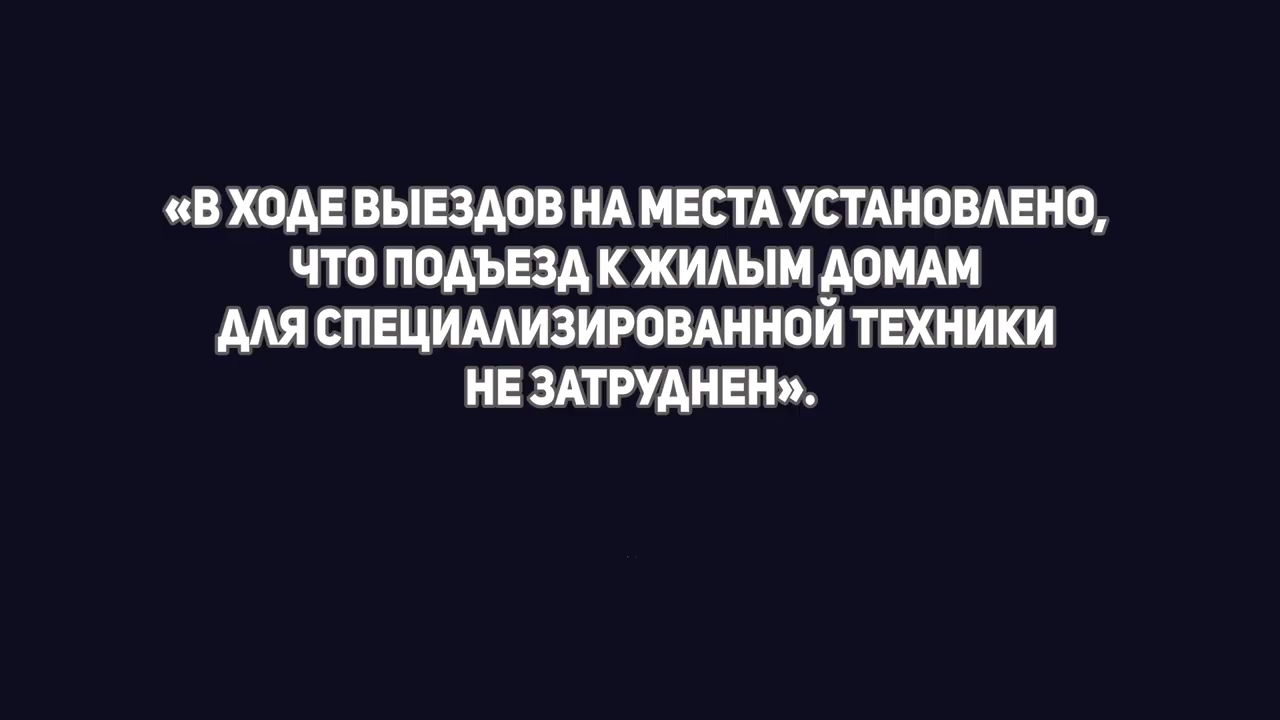 «В ХОДЕ ВЫЕЗДОВ НА МЕСТА УСТАНОВЛЕНО,
ЧТО ПОДЪЕЗД К ЖИЛЫМ ДОМАМ
ДЛЯ СПЕЦИАЛИЗИРОВАННОЙ ТЕХНИКИ
НЕ ЗАТРУДНЕН».